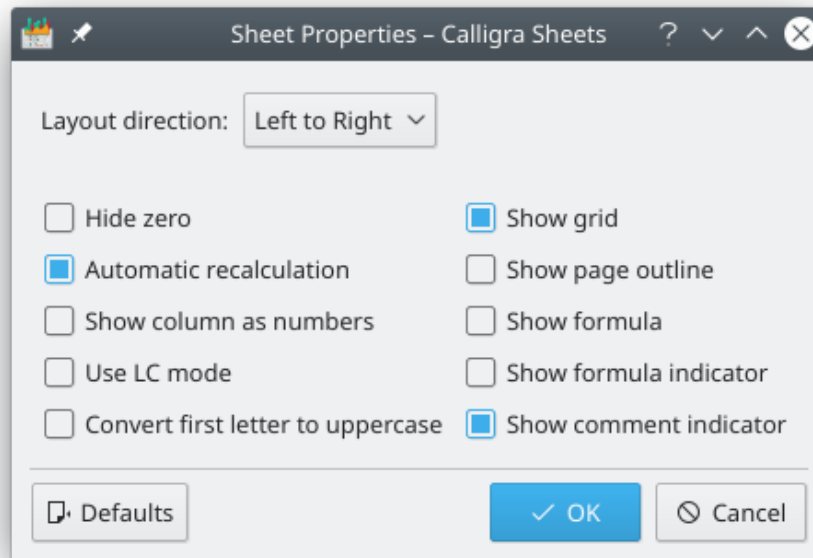 Sheet Properties – Calligra Sheets
Layout direction: Left to Right
Hide zero
Show grid
Automatic recalculation
Show page outline
Show column as numbers
Show formula
Use LC mode
Show formula indicator
Convert first letter to uppercase
Show comment indicator
Defaults
OK
Cancel